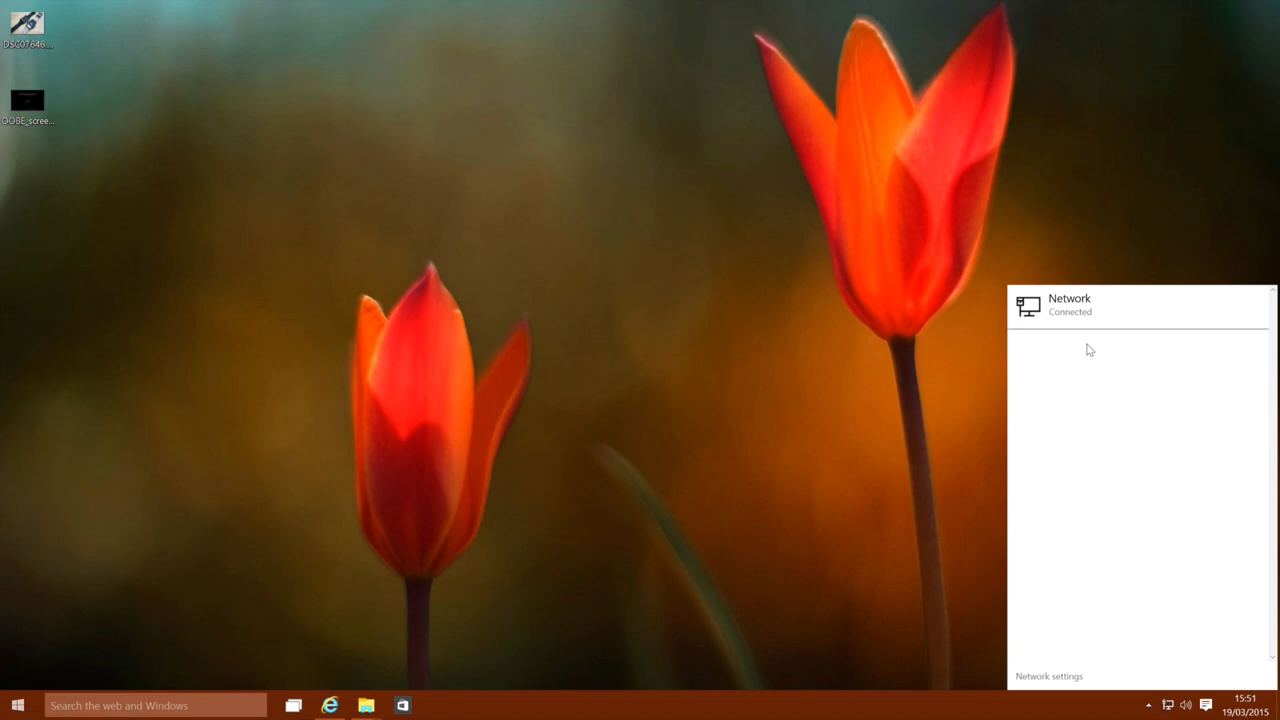 DSC07646....
OOBE_scree...
Network
Connected
Network settings
Search the web and Windows
15:51
19/03/2015